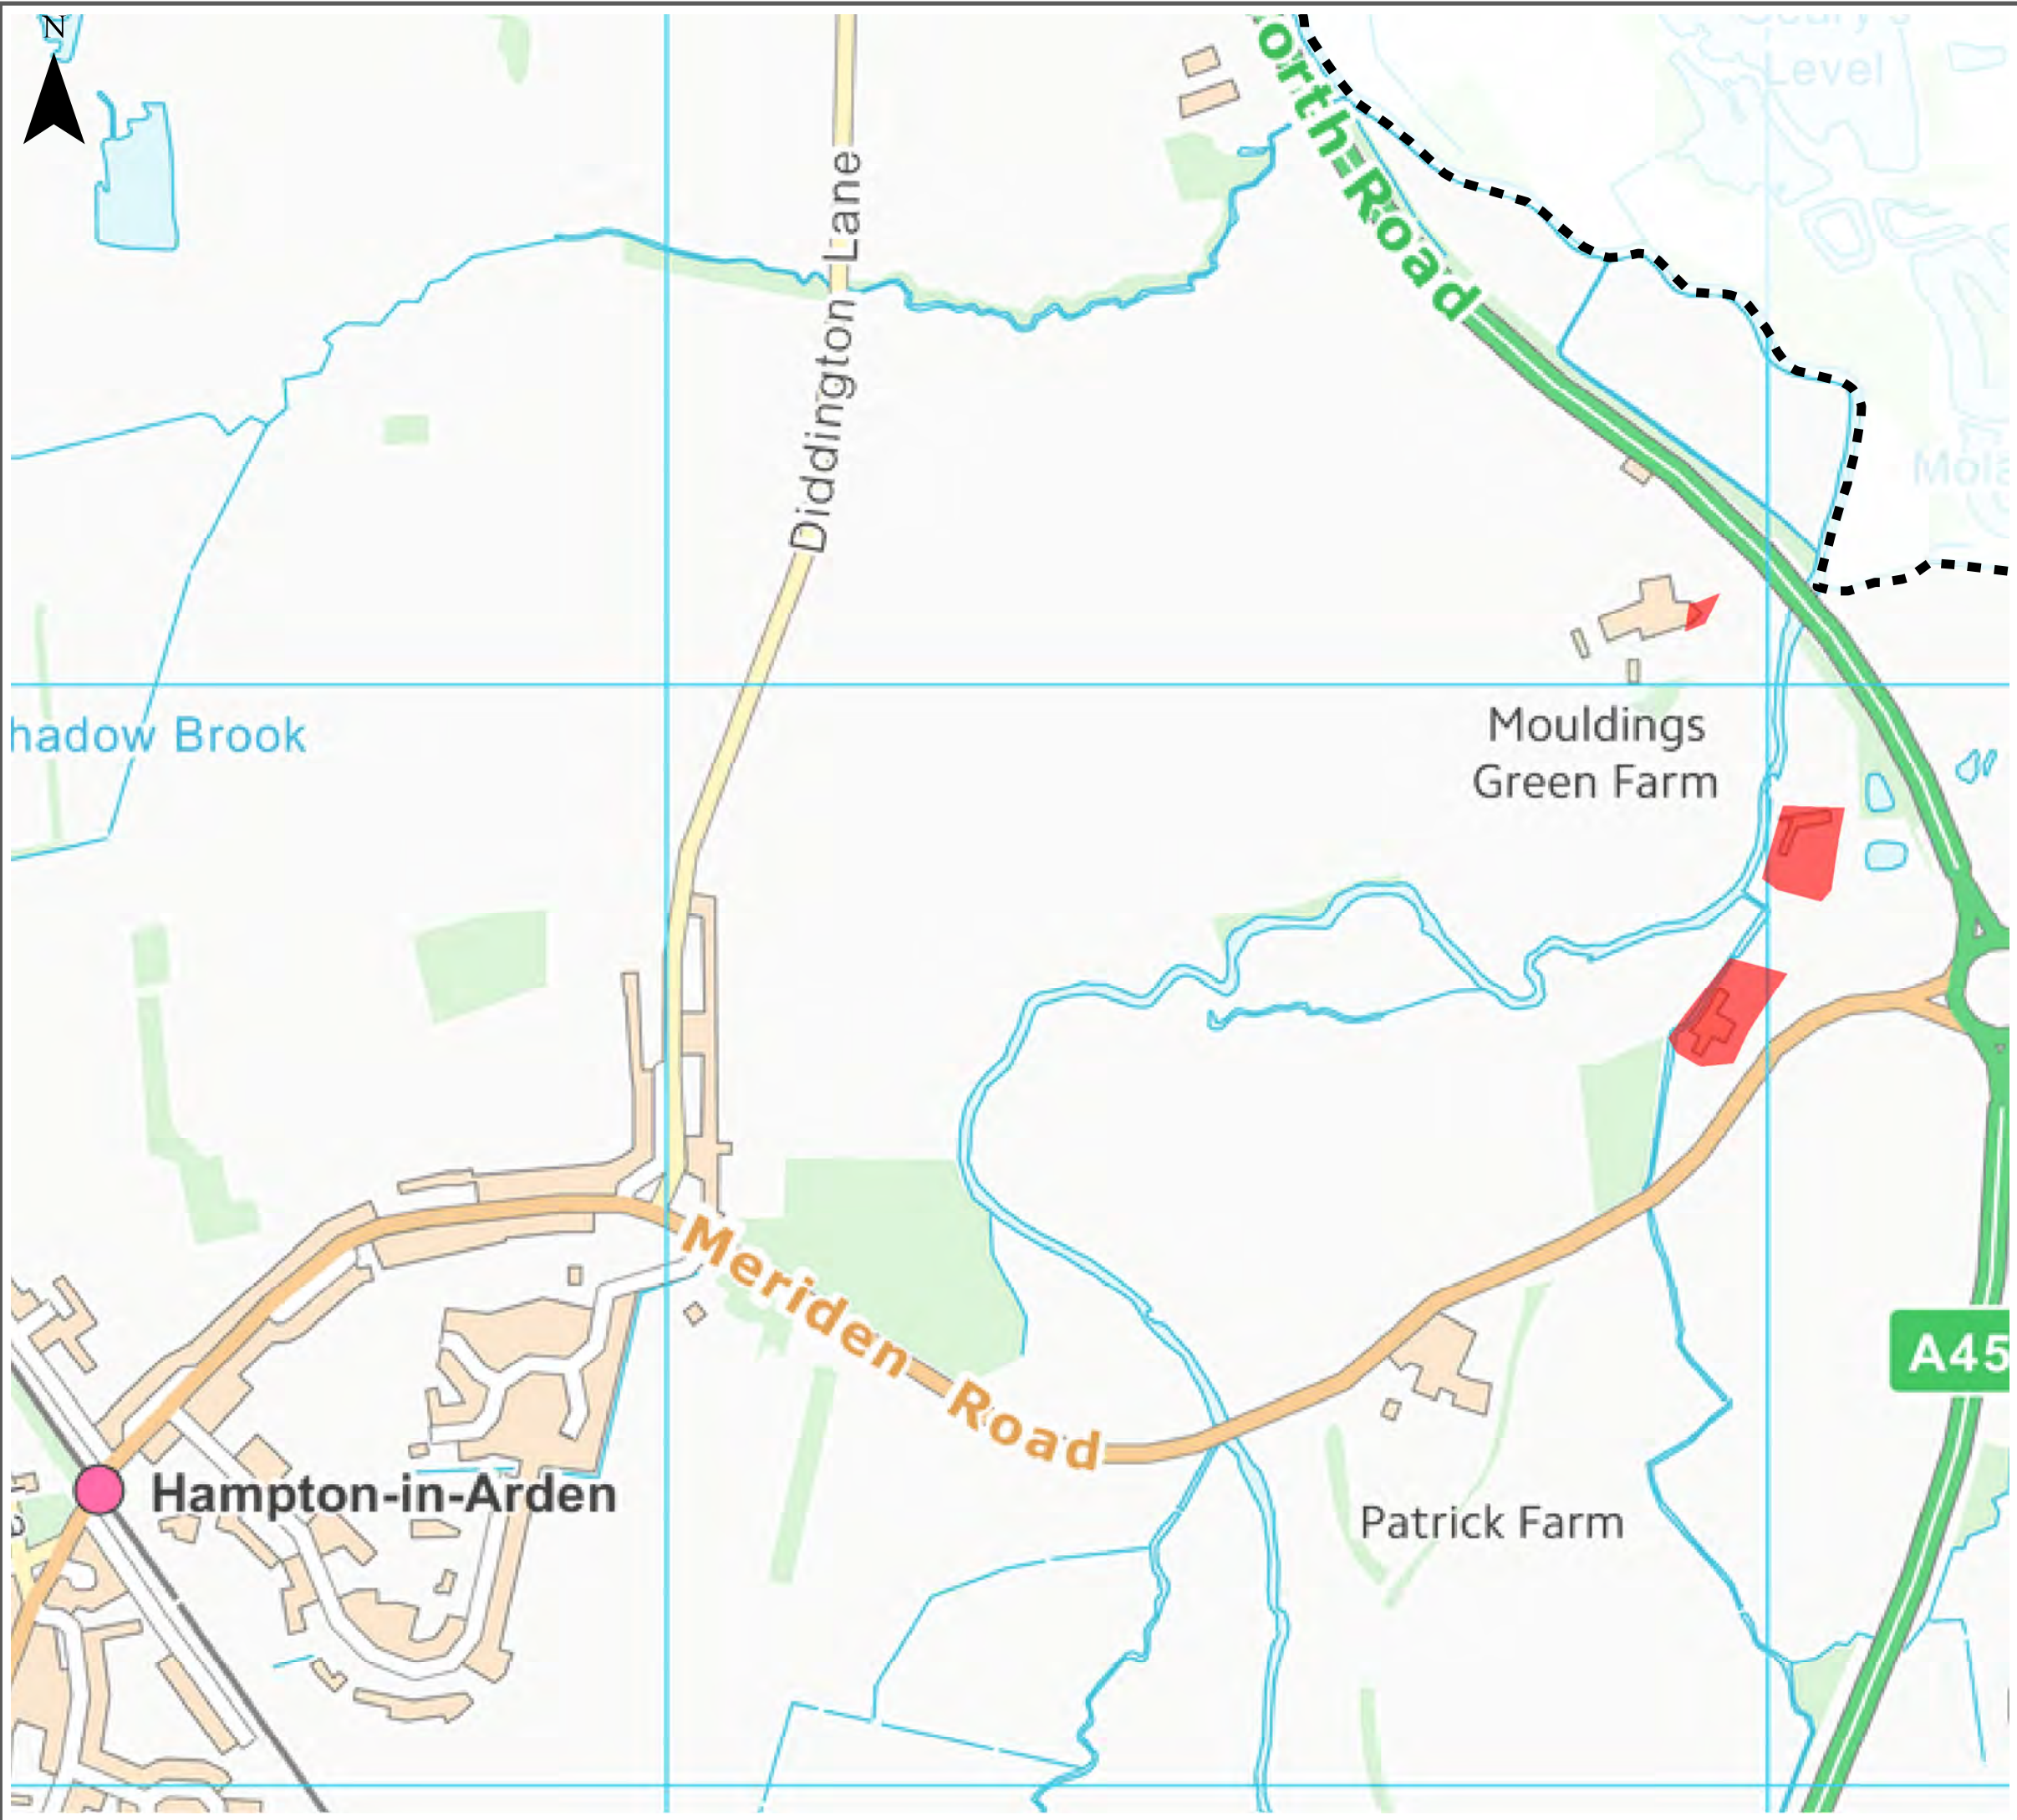 N
Level
orth Road
Diddington Lane
hadow Brook
Mouldings
Green Farm
Meriden Road
A45
Hampton-in-Arden
Patrick Farm